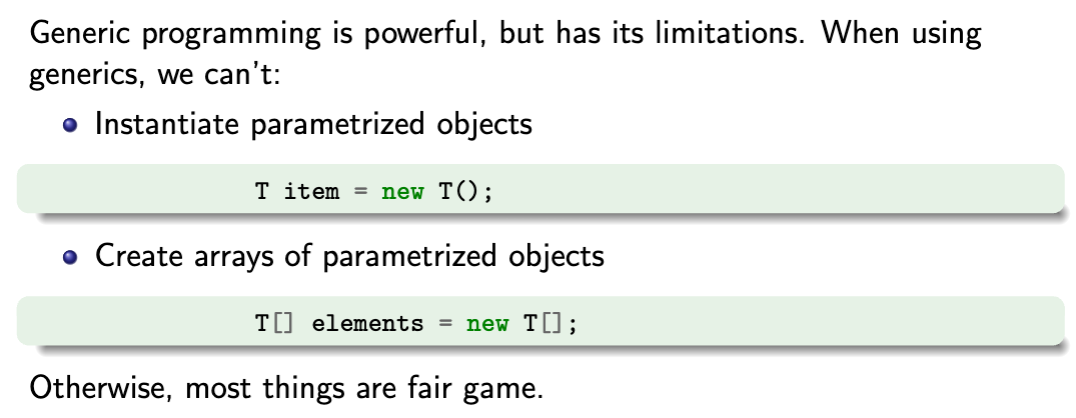 Generic programming is powerful, but has its limitations. When using
generics, we can't:
Instantiate parametrized objects
T item = new T();
Create arrays of parametrized objects
T[] elements = new T[];
Otherwise, most things are fair game.